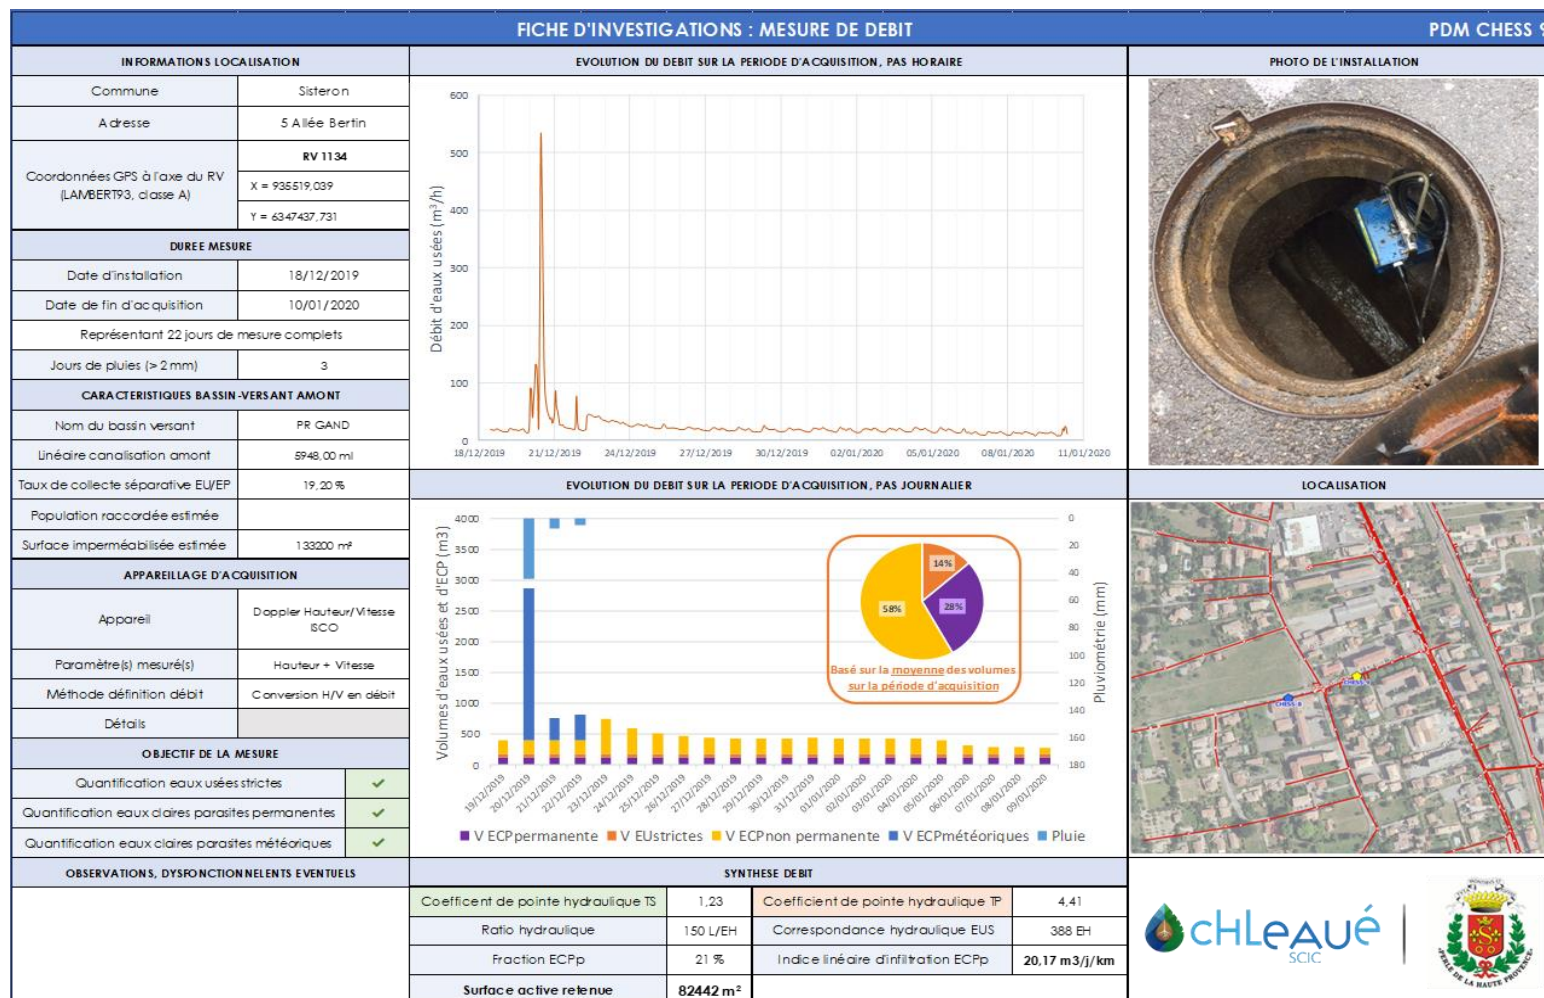 FICHE D'INVESTIGATIONS : MESURE DE DEBIT
PDM CHESS 9
INFORMATIONS LOCALISATION
Commune Sisteron
Adresse 5 Allée Bertin
Coordonnées GPS à l'axe du RV
(LAMBERT93, classe A)
RV 1134
X = 935519,039
Y = 6347437,731
DUREE MESURE
Date d'installation 18/12/2019
Date de fin d'acquisition 10/01/2020
Représentant 22 jours de mesure complets
Jours de pluies (> 2 mm) 3
CARACTERISTIQUES BASSIN-VERSANT AMONT
Nom du bassin versant PR GAND
Linéaire canalisation amont 5948,00 ml
Taux de collecte séparative EU/EP 19,20 %
Population raccordée estimée
Surface imperméabilisée estimée 133200 m²
APPAREILLAGE D'ACQUISITION
Appareil
Doppler Hauteur/Vitesse
ISCO
Paramètre(s) mesuré(s) Hauteur + Vitesse
Méthode définition débit Conversion H/V en débit
Détails
OBJECTIF DE LA MESURE
Quantification eaux usées strictes ✓
Quantification eaux claires parasites permanentes ✓
Quantification eaux claires parasites météoriques ✓
OBSERVATIONS, DYSFONCTIONNELENTS EVENTUELS
EVOLUTION DU DEBIT SUR LA PERIODE D'ACQUISITION, PAS HORAIRE
Débit d'eaux usées (m³/h)
600
500
400
300
200
100
0
18/12/2019 21/12/2019 24/12/2019 27/12/2019 30/12/2019 02/01/2020 05/01/2020 08/01/2020 11/01/2020
EVOLUTION DU DEBIT SUR LA PERIODE D'ACQUISITION, PAS JOURNALIER
Volumes d'eaux usées et d'ECP (m3)
4000
3500
3000
2500
2000
1500
1000
500
0
0
20
40
60
80
100
120
140
160
180
Pluviométrie (mm)
14%
28%
58%
Basé sur la moyenne des volumes
sur la période d'acquisition
19/12/2019 20/12/2019 21/12/2019 22/12/2019 23/12/2019 24/12/2019 25/12/2019 26/12/2019 27/12/2019 28/12/2019 29/12/2019 30/12/2019 31/12/2019 01/01/2020 02/01/2020 03/01/2020 04/01/2020 05/01/2020 06/01/2020 07/01/2020 08/01/2020 09/01/2020
V ECPpermanente V EUstrictes V ECPnon permanente V ECPmétéoriques Pluie
SYNTHESE DEBIT
Coefficent de pointe hydraulique TS 1,23 Coefficient de pointe hydraulique TP 4,41
Ratio hydraulique 150 L/EH Correspondance hydraulique EUS 388 EH
Fraction ECPp 21 % Indice linéaire d'infiltration ECPp 20,17 m3/j/km
Surface active retenue 82442 m²
PHOTO DE L'INSTALLATION
LOCALISATION
CHESS-8
cHLeaUé
SCIC
PERLE DE LA HAUTE PROVENCE